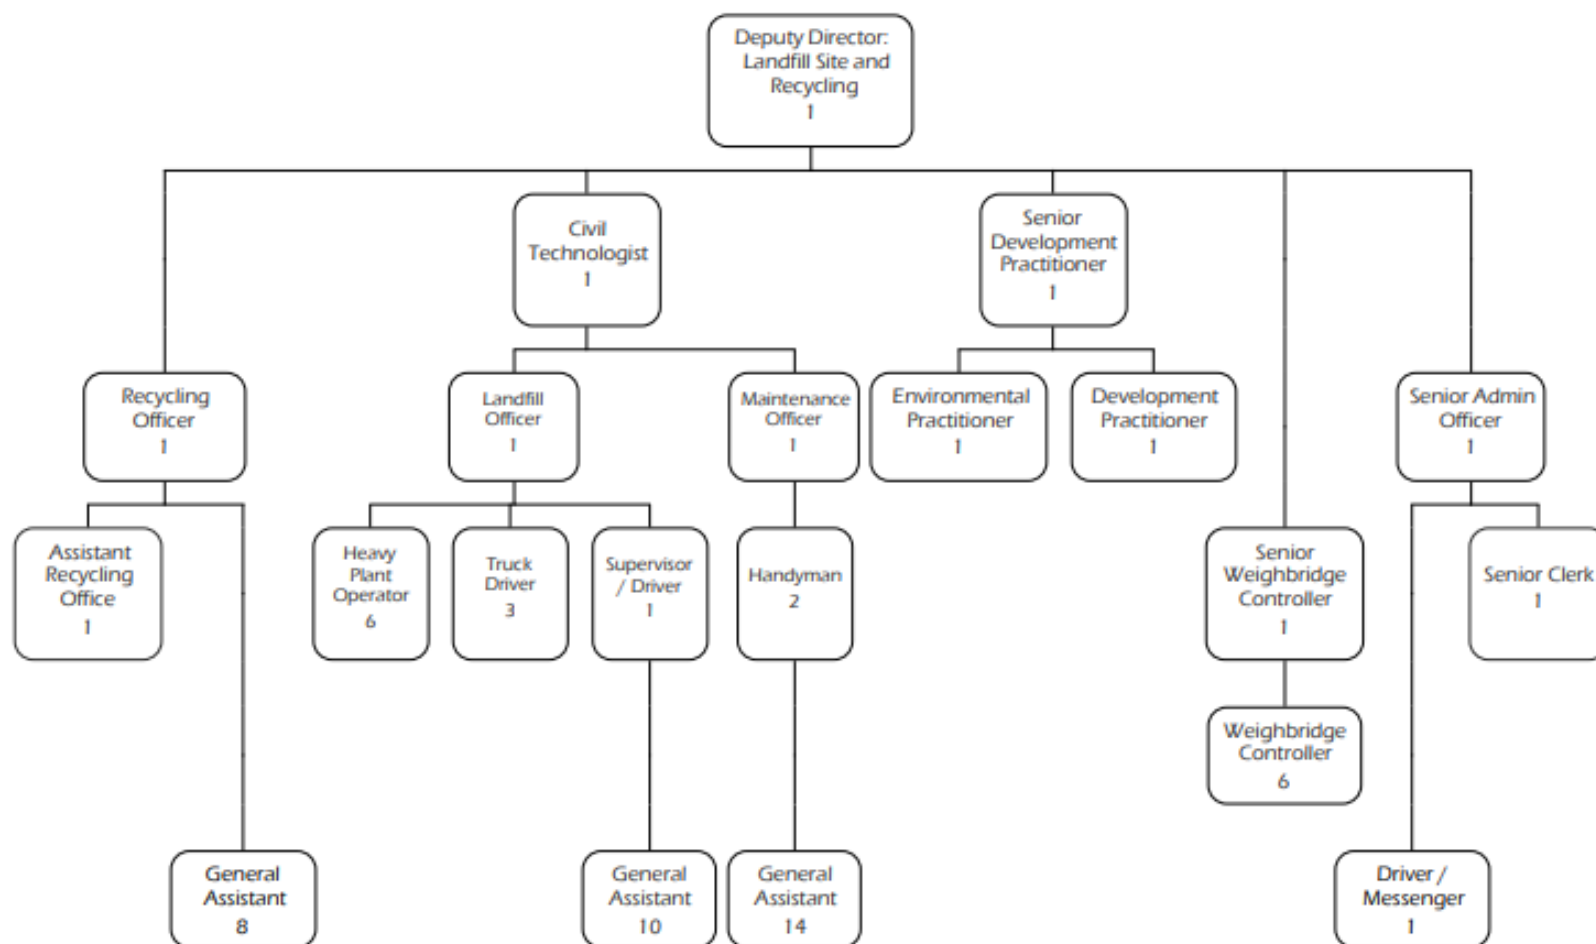 Deputy Director:
Landfill Site and
Recycling
1
Civil
Technologist
1
Senior
Development
Practitioner
1
Recycling
Officer
1
Landfill
Officer
1
Maintenance
Officer
1
Environmental
Practitioner
1
Development
Practitioner
1
Senior Admin
Officer
1
Assistant
Recycling
Office
1
Heavy
Plant
Operator
6
Truck
Driver
3
Supervisor
/ Driver
1
Handyman
2
Senior
Weighbridge
Controller
1
Senior Clerk
1
Weighbridge
Controller
6
General
Assistant
8
General
Assistant
10
General
Assistant
14
Driver /
Messenger
1